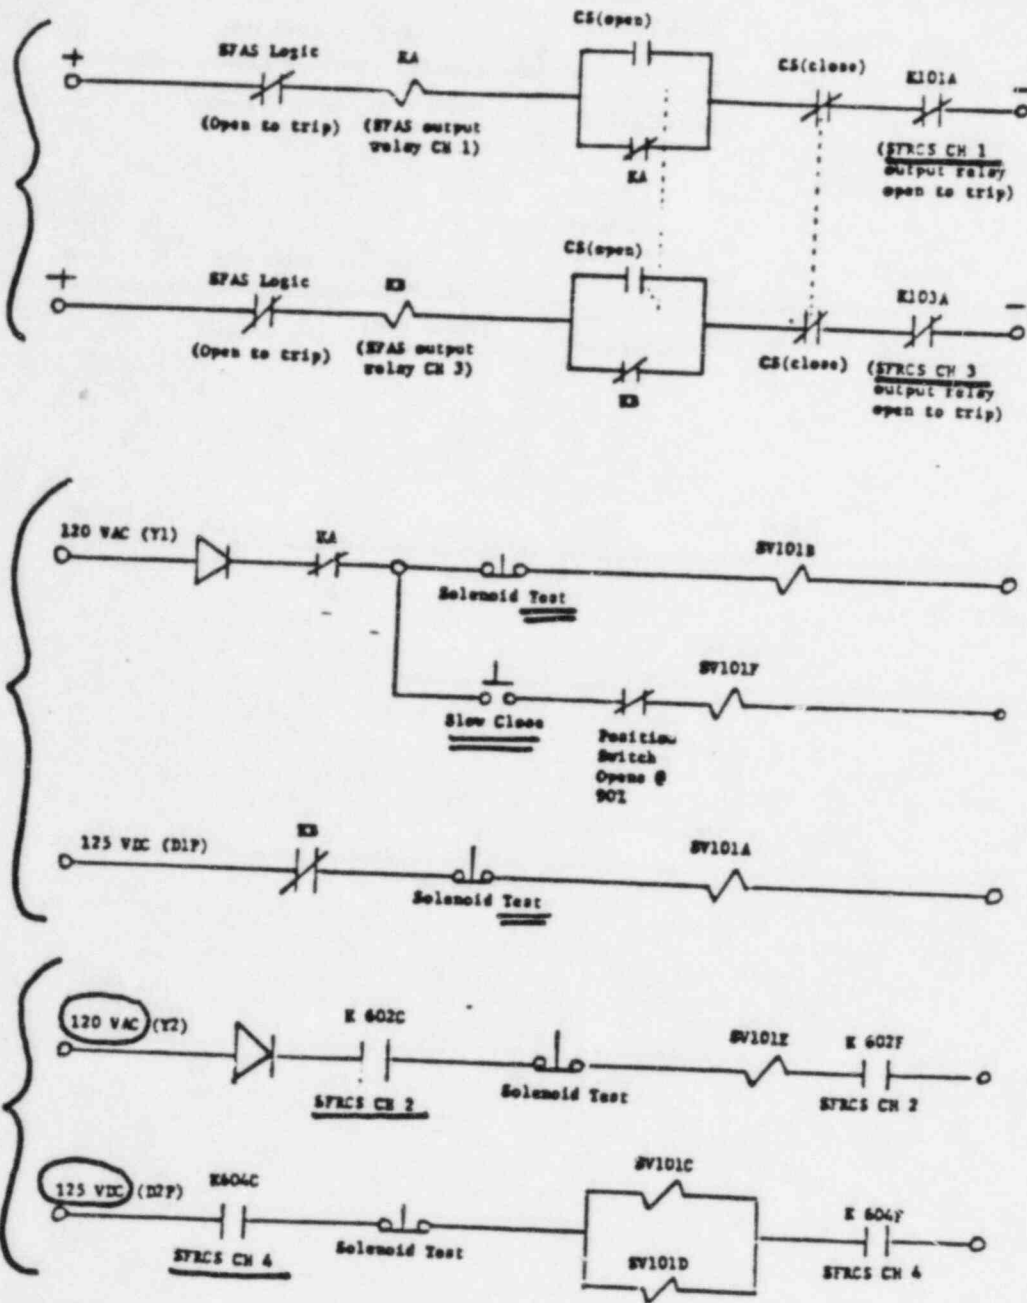 CS(open)
+
SFAS Logic
KA
CS(close)
K101A
−
(Open to trip)
(SFAS output
relay CH 1)
KA
(SFRCS CH 1
output relay
open to trip)
CS(open)
+
SFAS Logic
KB
K103A
−
(Open to trip)
(SFAS output
relay CH 3)
CS(close)
KB
(SFRCS CH 3
output relay
open to trip)
120 VAC (Y1)
KA
SV101B
Solenoid Test
SV101F
Slow Close
Position
Switch
Opens @
90%
125 VDC (D1P)
KB
SV101A
Solenoid Test
120 VAC (Y2)
K 602C
SV101E
K 602F
SFRCS CH 2
Solenoid Test
SFRCS CH 2
125 VDC (D2P)
K604C
SV101C
K 604F
SFRCS CH 4
Solenoid Test
SV101D
SFRCS CH 4